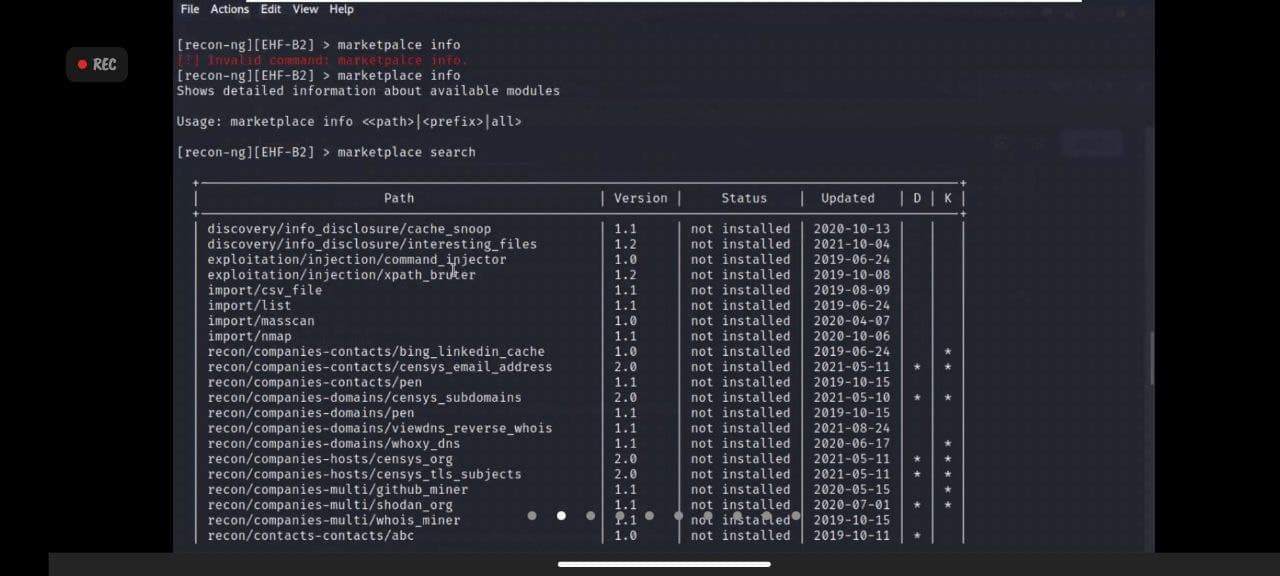 File Actions Edit View Help
REC
[recon-ng][EHF-B2] > marketpalce info
[!] Invalid command: marketpalce info.
[recon-ng][EHF-B2] > marketplace info
Shows detailed information about available modules
Usage: marketplace info <<path>|<prefix>|all>
[recon-ng][EHF-B2] > marketplace search
| Path | Version | Status | Updated | D | K |
| discovery/info_disclosure/cache_snoop | 1.1 | not installed | 2020-10-13 | | |
| discovery/info_disclosure/interesting_files | 1.2 | not installed | 2021-10-04 | | |
| exploitation/injection/command_injector | 1.0 | not installed | 2019-06-24 | | |
| exploitation/injection/xpath_bruter | 1.2 | not installed | 2019-10-08 | | |
| import/csv_file | 1.1 | not installed | 2019-08-09 | | |
| import/list | 1.1 | not installed | 2019-06-24 | | |
| import/masscan | 1.0 | not installed | 2020-04-07 | | |
| import/nmap | 1.1 | not installed | 2020-10-06 | | |
| recon/companies-contacts/bing_linkedin_cache | 1.0 | not installed | 2019-06-24 | | * |
| recon/companies-contacts/censys_email_address | 2.0 | not installed | 2021-05-11 | * | * |
| recon/companies-contacts/pen | 1.1 | not installed | 2019-10-15 | | |
| recon/companies-domains/censys_subdomains | 2.0 | not installed | 2021-05-10 | * | * |
| recon/companies-domains/pen | 1.1 | not installed | 2019-10-15 | | |
| recon/companies-domains/viewdns_reverse_whois | 1.1 | not installed | 2021-08-24 | | |
| recon/companies-domains/whoxy_dns | 1.1 | not installed | 2020-06-17 | | * |
| recon/companies-hosts/censys_org | 2.0 | not installed | 2021-05-11 | * | * |
| recon/companies-hosts/censys_tls_subjects | 2.0 | not installed | 2021-05-11 | * | * |
| recon/companies-multi/github_miner | 1.1 | not installed | 2020-05-15 | | * |
| recon/companies-multi/shodan_org | 1.1 | not installed | 2020-07-01 | * | * |
| recon/companies-multi/whois_miner | 1.1 | not installed | 2019-10-15 | | |
| recon/contacts-contacts/abc | 1.0 | not installed | 2019-10-11 | * | |